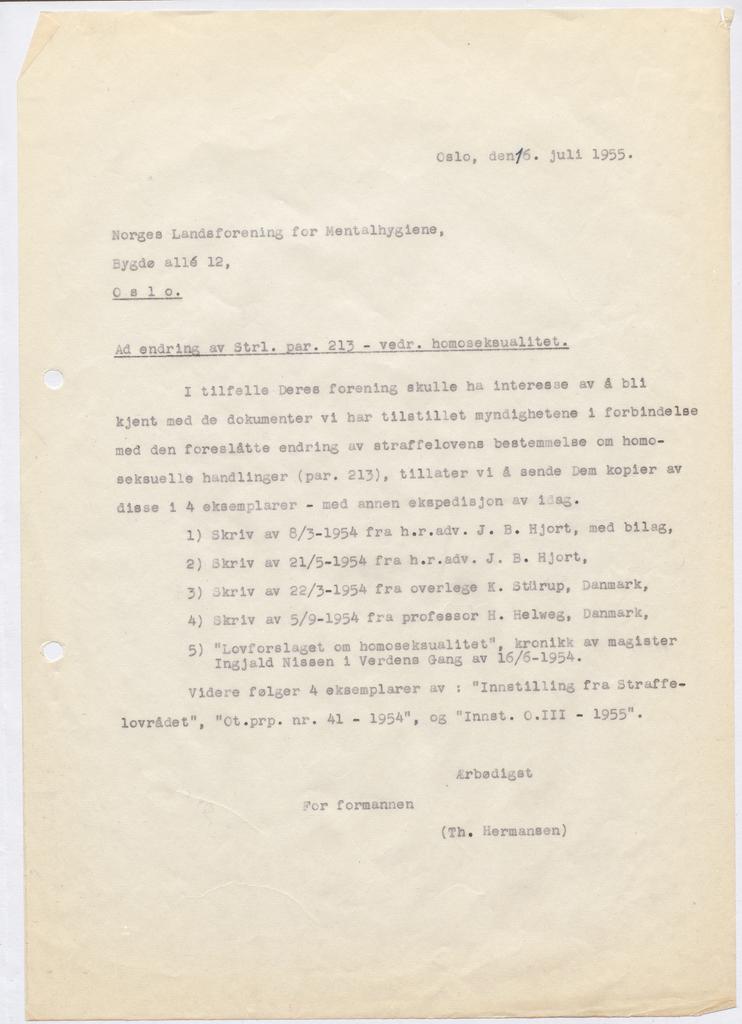 Oslo, den 16. juli 1955.
Norges Landsforening for Mentalhygiene,
Bygdø allé 12,
O s l o.
Ad endring av Strl. par. 213 - vedr. homoseksualitet.
I tilfelle Deres forening skulle ha interesse av å bli
kjent med de dokumenter vi har tilstillet myndighetene i forbindelse
med den foreslåtte endring av straffelovens bestemmelse om homo-
seksuelle handlinger (par. 213), tillater vi å sende Dem kopier av
disse i 4 eksemplarer - med annen ekspedisjon av idag.
1) Skriv av 8/3-1954 fra h.r.adv. J. B. Hjort, med bilag,
2) Skriv av 21/5-1954 fra h.r.adv. J. B. Hjort,
3) Skriv av 22/3-1954 fra overlege K. Stürup, Danmark,
4) Skriv av 5/9-1954 fra professor H. Helweg, Danmark,
5) "Lovforslaget om homoseksualitet", kronikk av magister
Ingjald Nissen i Verdens Gang av 16/6-1954.
Videre følger 4 eksemplarer av : "Innstilling fra Straffe-
lovrådet", "Ot.prp. nr. 41 - 1954", og "Innst. O.III - 1955".
Ærbødigst
For formannen
(Th. Hermansen)